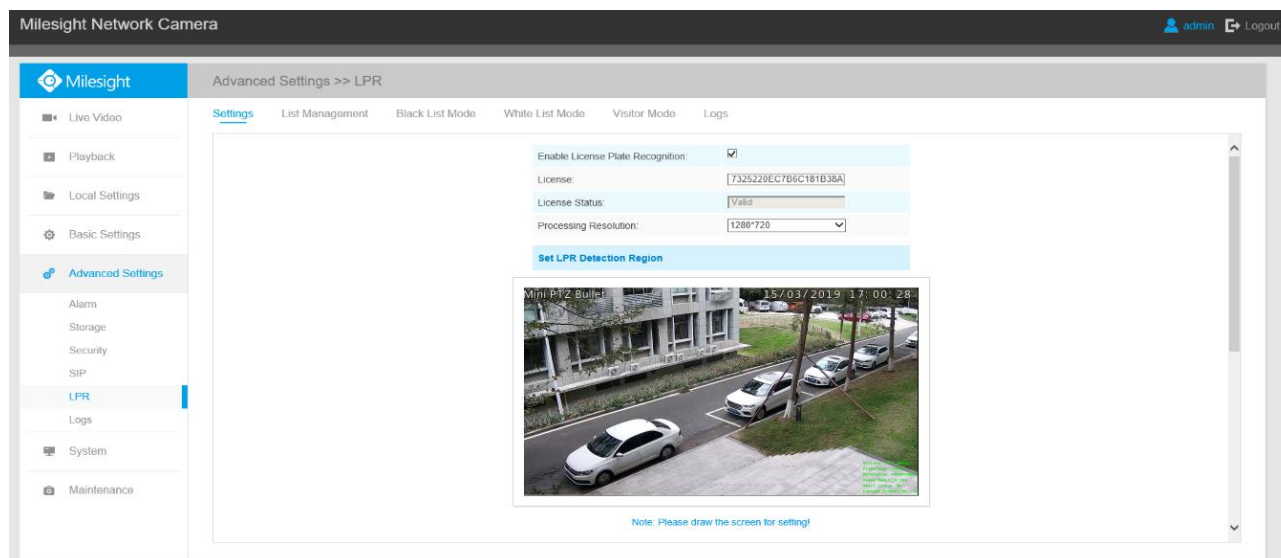 Milesight Network Camera
admin Logout
Milesight
Advanced Settings >> LPR
Live Video
Playback
Local Settings
Basic Settings
Advanced Settings
Alarm
Storage
Security
SIP
LPR
Logs
System
Maintenance
Settings List Management Black List Mode White List Mode Visitor Mode Logs
Enable License Plate Recognition:
License: 7325220EC7B6C181B38A
License Status: Valid
Processing Resolution: 1280*720
Set LPR Detection Region
Mini PTZ Bullet 15/03/2019 17:00:28
Note: Please draw the screen for setting!